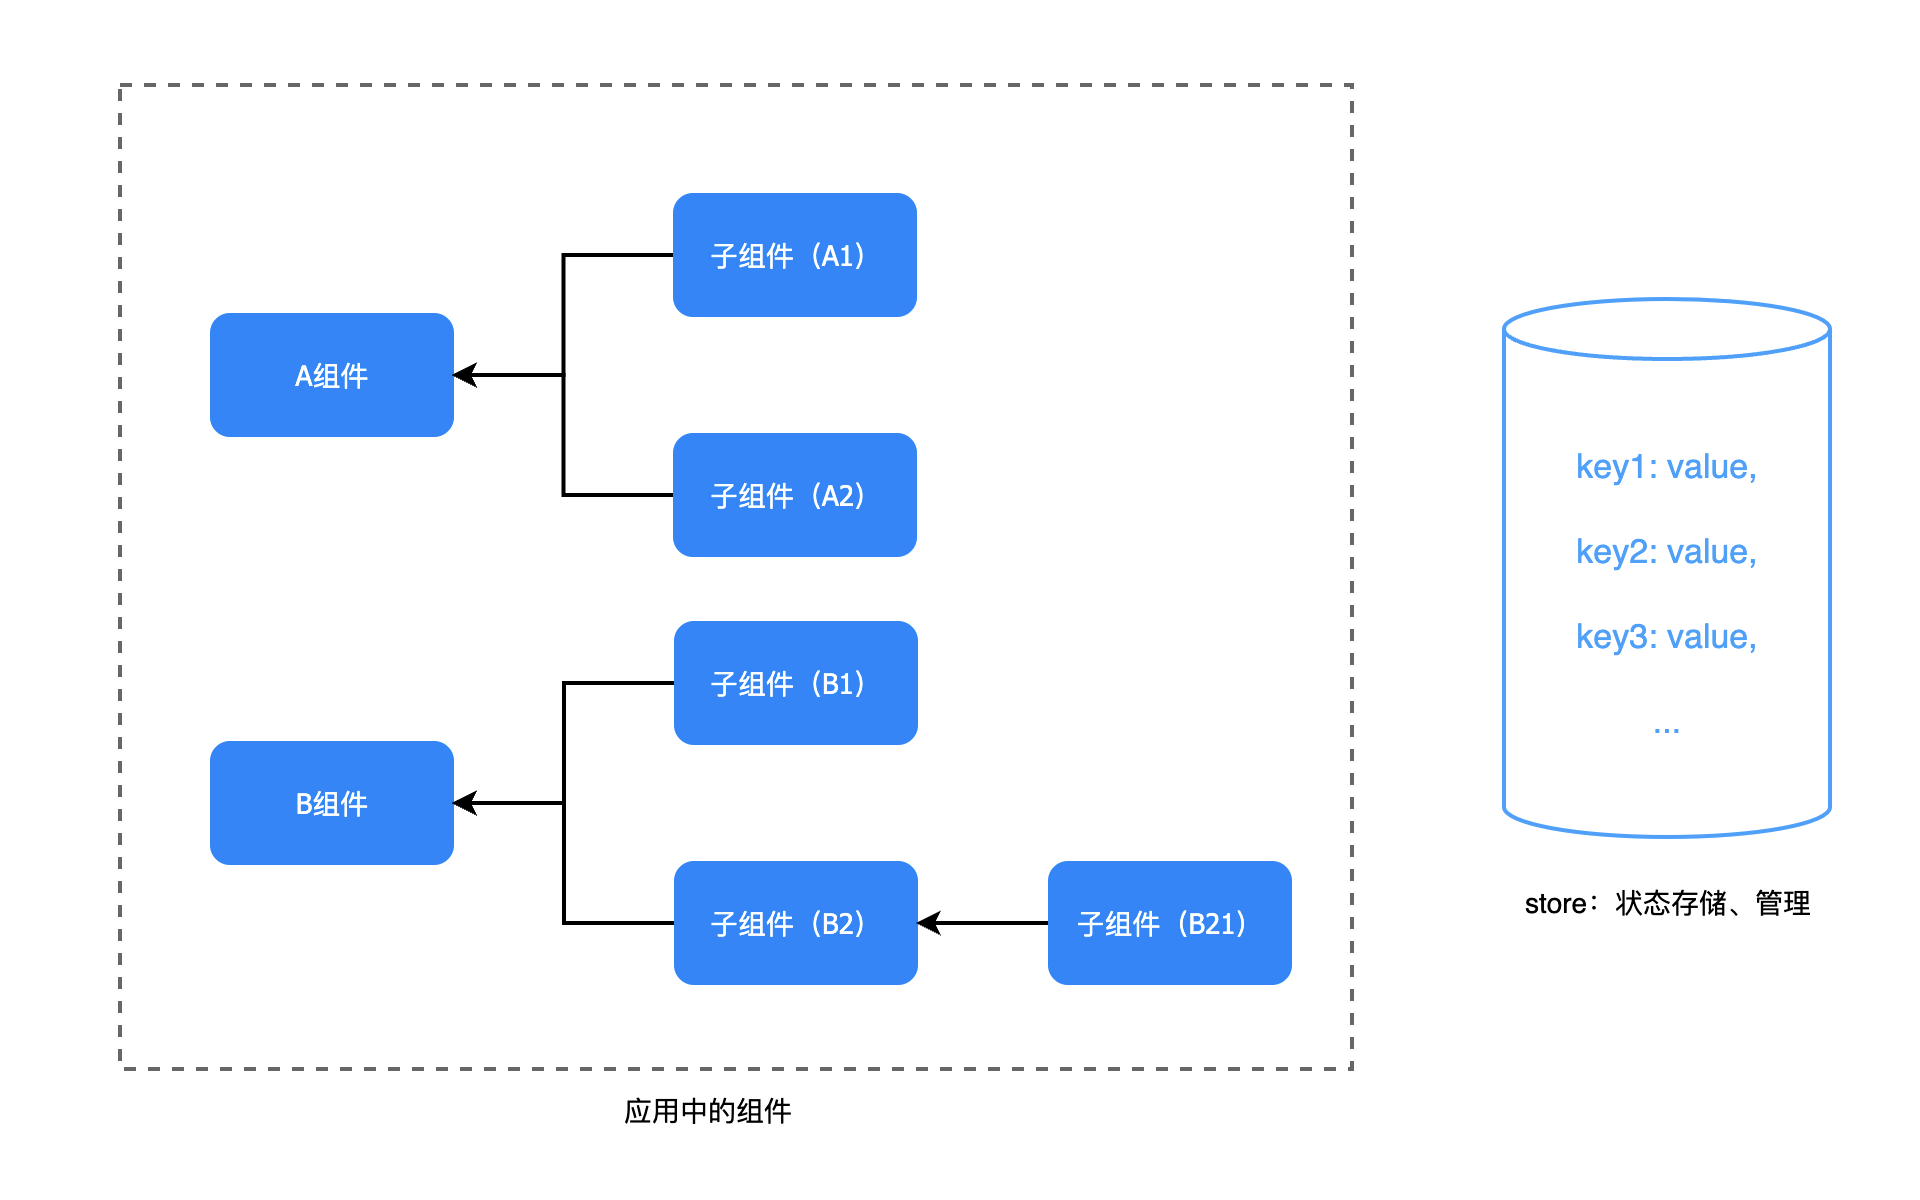 子组件（A1）
A组件
子组件（A2）
子组件（B1）
B组件
子组件（B2）
子组件（B21）
应用中的组件
key1: value,
key2: value,
key3: value,
...
store：状态存储、管理